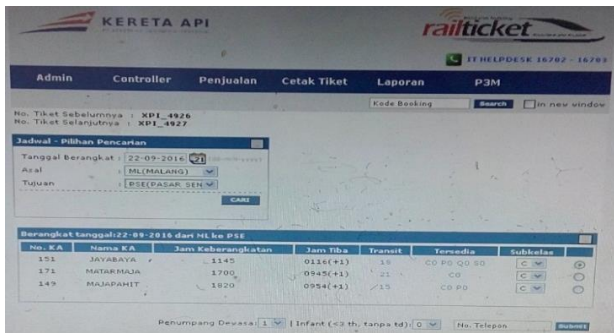 KERETA API
railticket
IT HELPDESK 16702 - 16703
Admin Controller Penjualan Cetak Tiket Laporan P3M
Kode Booking Search in new window
No. Tiket Sebelumnya : XPI_4926
No. Tiket Selanjutnya : XPI_4927
Jadwal - Pilihan Pencarian
Tanggal Berangkat : 22-09-2016 21
Asal : ML(MALANG)
Tujuan : PSE(PASAR SEN
CARI
Berangkat tanggal:22-09-2016 dari ML ke PSE
No. KA Nama KA Jam Keberangkatan Jam Tiba Transit Tersedia Subkelas
151 JAYABAYA 1145 0116(+1) 16 CO PO QO SO C
171 MATARMAJA 1700 0945(+1) 21 CO C
149 MAJAPAHIT 1820 0954(+1) 15 CO PO C
Penumpang Dewasa: 1 | Infant (<3 th. tanpa td): 0 No. Telepon Submit